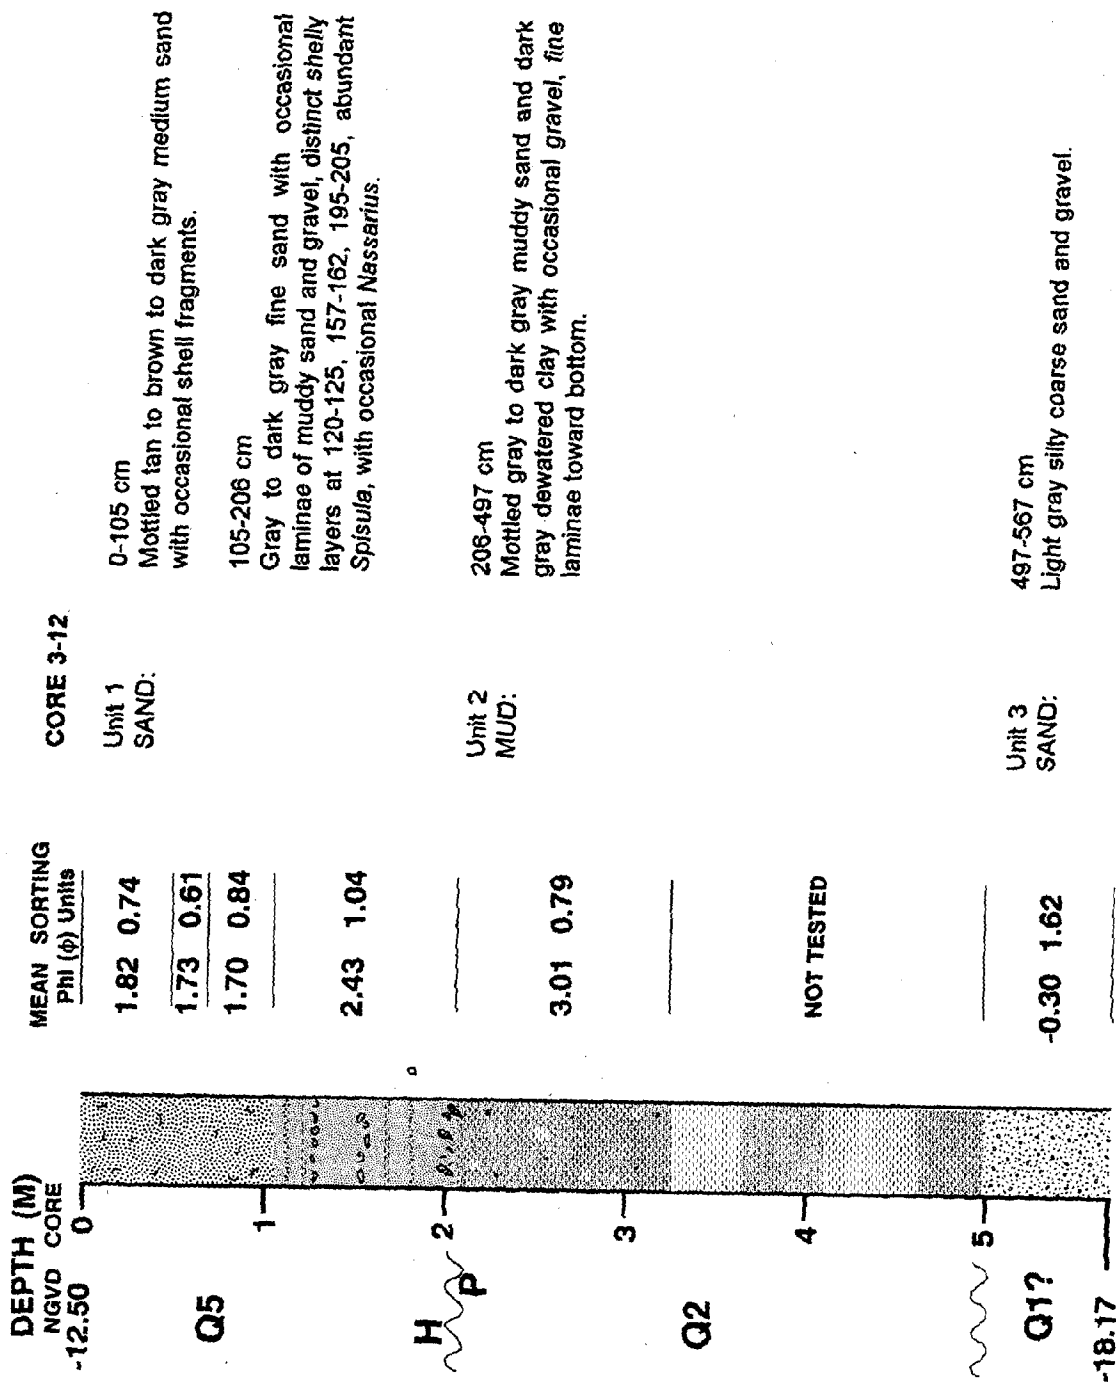 CORE 3-12
DEPTH (M)
NGVD CORE
MEAN SORTING
Phi (ϕ) Units
-12.50
0
1
2
3
4
5
-18.17
Q5
H
P
Q2
Q1?
1.82 0.74
1.73 0.61
1.70 0.84
2.43 1.04
3.01 0.79
NOT TESTED
-0.30 1.62
Unit 1
SAND:
0-105 cm
Mottled tan to brown to dark gray medium sand
with occasional shell fragments.
105-206 cm
Gray to dark gray fine sand with occasional
laminae of muddy sand and gravel, distinct shelly
layers at 120-125, 157-162, 195-205, abundant
Spisula, with occasional Nassarius.
Unit 2
MUD:
206-497 cm
Mottled gray to dark gray muddy sand and dark
gray dewatered clay with occasional gravel, fine
laminae toward bottom.
Unit 3
SAND:
497-567 cm
Light gray silty coarse sand and gravel.